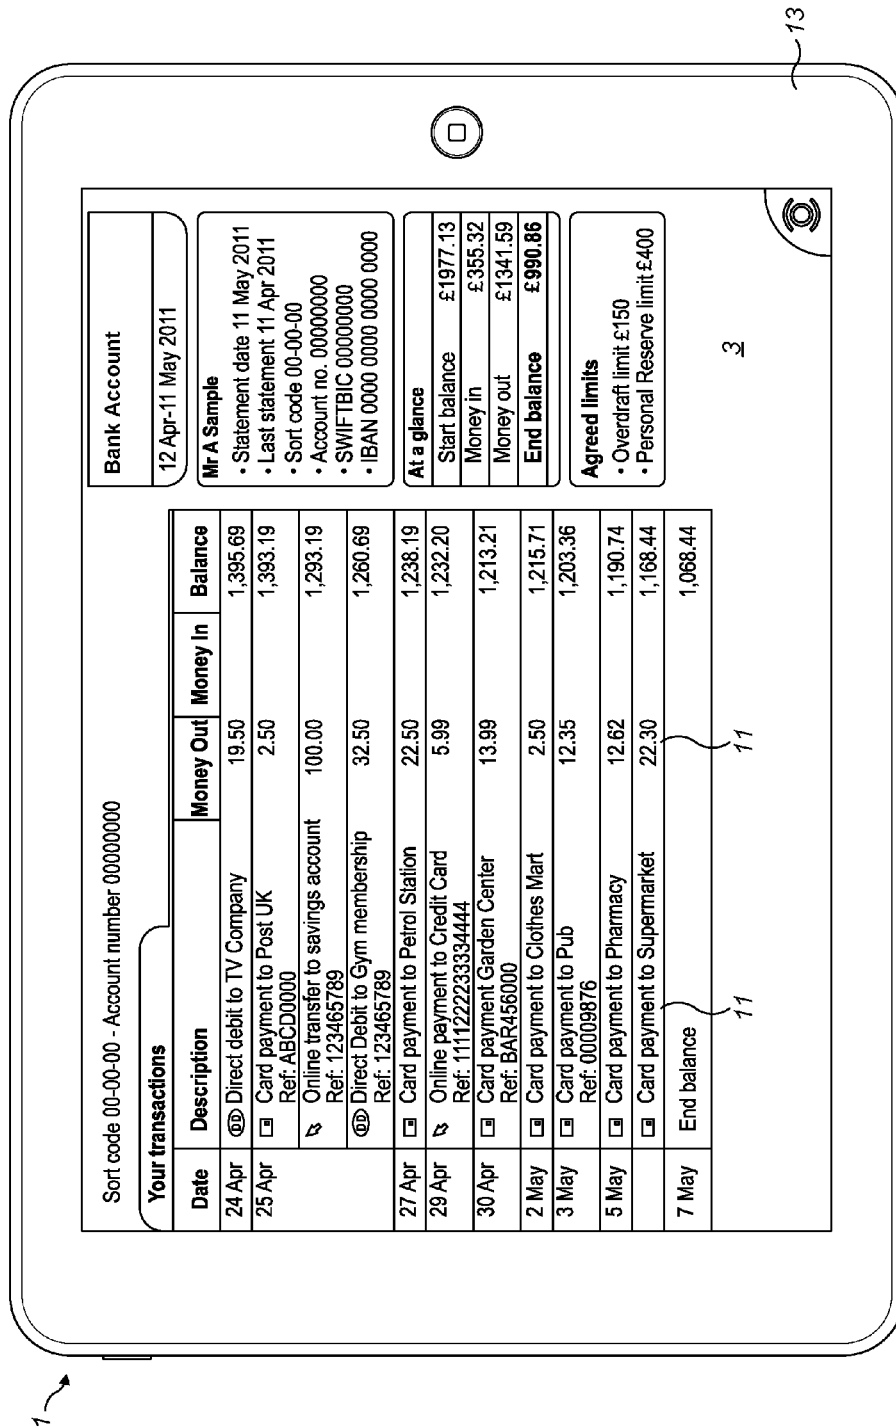 Sort code 00-00-00 - Account number 00000000
Your transactions
Date Description Money Out Money In Balance
24 Apr DD Direct debit to TV Company 19.50 1,395.69
25 Apr Card payment to Post UK 2.50 1,393.19
Ref: ABCD0000
Online transfer to savings account 100.00 1,293.19
Ref: 123465789
DD Direct Debit to Gym membership 32.50 1,260.69
Ref: 123465789
27 Apr Card payment to Petrol Station 22.50 1,238.19
29 Apr Online payment to Credit Card 5.99 1,232.20
Ref: 1111222233334444
30 Apr Card payment Garden Center 13.99 1,213.21
Ref: BAR456000
2 May Card payment to Clothes Mart 2.50 1,215.71
3 May Card payment to Pub 12.35 1,203.36
Ref: 00009876
5 May Card payment to Pharmacy 12.62 1,190.74
Card payment to Supermarket 22.30 1,168.44
7 May End balance 1,068.44
Bank Account
12 Apr-11 May 2011
Mr A Sample
• Statement date 11 May 2011
• Last statement 11 Apr 2011
• Sort code 00-00-00
• Account no. 00000000
• SWIFTBIC 00000000
• IBAN 0000 0000 0000 0000
At a glance
Start balance £1977.13
Money in £355.32
Money out £1341.59
End balance £990.86
Agreed limits
• Overdraft limit £150
• Personal Reserve limit £400
3
11
11
13
1